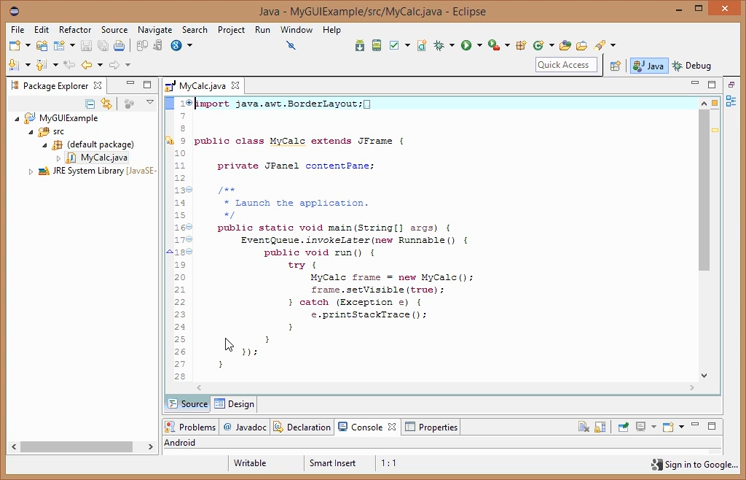 Java - MyGUIExample/src/MyCalc.java - Eclipse
File Edit Refactor Source Navigate Search Project Run Window Help
Quick Access Java Debug
Package Explorer
MyGUIExample
src
(default package)
MyCalc.java
JRE System Library [JavaSE-
MyCalc.java
1 import java.awt.BorderLayout;
7
8
9 public class MyCalc extends JFrame {
10
11 private JPanel contentPane;
12
13 /**
14 * Launch the application.
15 */
16 public static void main(String[] args) {
17 EventQueue.invokeLater(new Runnable() {
18 public void run() {
19 try {
20 MyCalc frame = new MyCalc();
21 frame.setVisible(true);
22 } catch (Exception e) {
23 e.printStackTrace();
24 }
25 }
26 });
27 }
28
Source Design
Problems Javadoc Declaration Console Properties
Android
Writable Smart Insert 1 : 1 Sign in to Google...